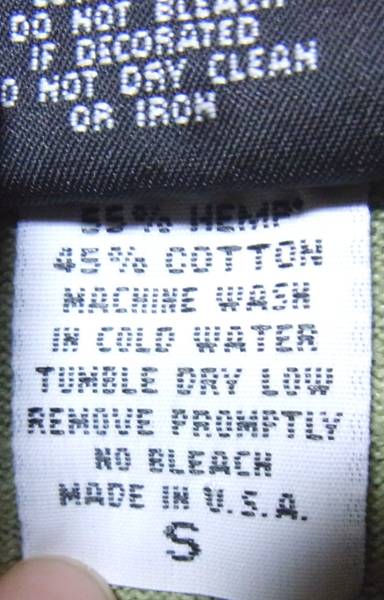 DO NOT BLEACH
IF DECORATED
DO NOT DRY CLEAN
OR IRON
55% HEMP
45% COTTON
MACHINE WASH
IN COLD WATER
TUMBLE DRY LOW
REMOVE PROMPTLY
NO BLEACH
MADE IN U.S.A.
S